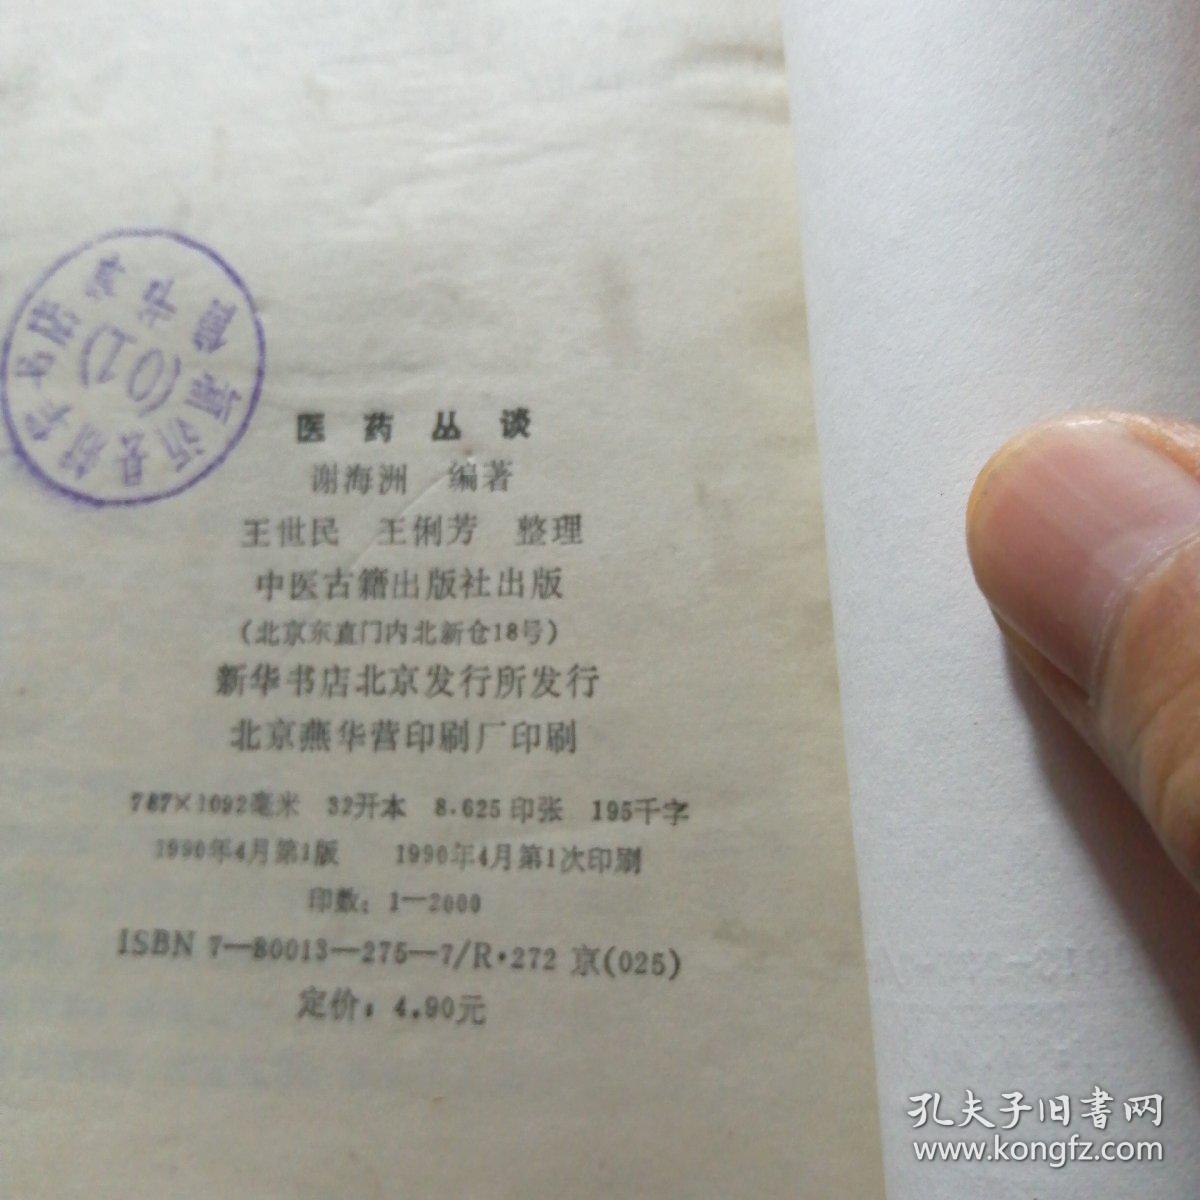 医药丛谈
谢海洲 编著
王世民 王俐芳 整理
中医古籍出版社出版
(北京东直门内北新仓18号)
新华书店北京发行所发行
北京燕华营印刷厂印刷
787×1092毫米 32开本 8.625印张 195千字
1990年4月第1版 1990年4月第1次印刷
印数：1—2000
ISBN 7—80013—275—7/R·272 京(025)
定价：4.90元
(01)
孔夫子旧书网
www.kongfz.com